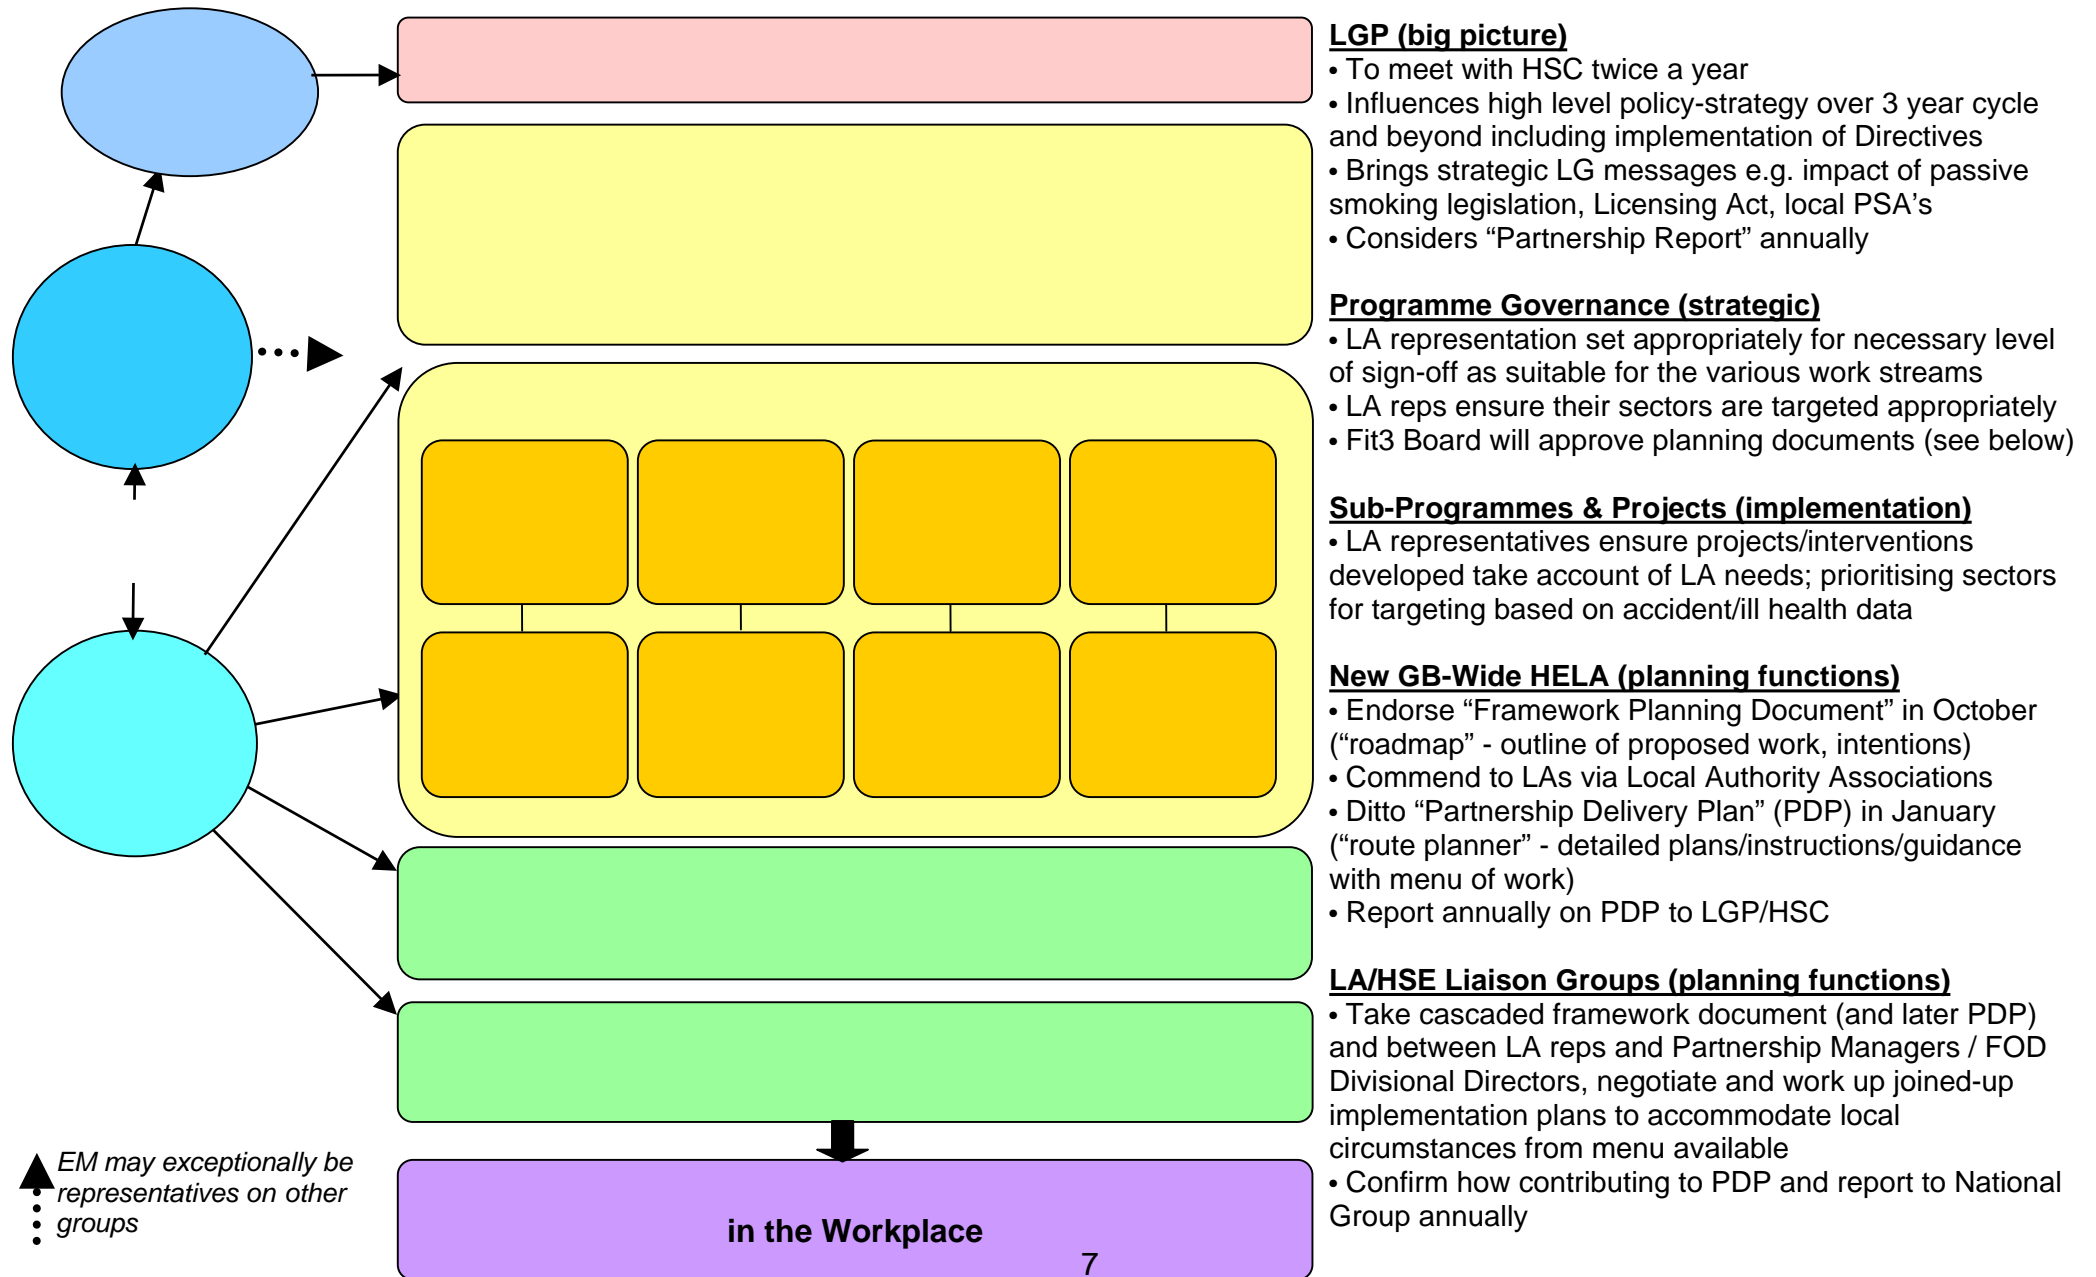 LGP (big picture)
• To meet with HSC twice a year
• Influences high level policy-strategy over 3 year cycle
and beyond including implementation of Directives
• Brings strategic LG messages e.g. impact of passive
smoking legislation, Licensing Act, local PSA's
• Considers “Partnership Report” annually
Programme Governance (strategic)
• LA representation set appropriately for necessary level
of sign-off as suitable for the various work streams
• LA reps ensure their sectors are targeted appropriately
• Fit3 Board will approve planning documents (see below)
Sub-Programmes & Projects (implementation)
• LA representatives ensure projects/interventions
developed take account of LA needs; prioritising sectors
for targeting based on accident/ill health data
New GB-Wide HELA (planning functions)
• Endorse “Framework Planning Document” in October
(“roadmap” - outline of proposed work, intentions)
• Commend to LAs via Local Authority Associations
• Ditto “Partnership Delivery Plan” (PDP) in January
(“route planner” - detailed plans/instructions/guidance
with menu of work)
• Report annually on PDP to LGP/HSC
LA/HSE Liaison Groups (planning functions)
• Take cascaded framework document (and later PDP)
and between LA reps and Partnership Managers / FOD
Divisional Directors, negotiate and work up joined-up
implementation plans to accommodate local
circumstances from menu available
• Confirm how contributing to PDP and report to National
Group annually
EM may exceptionally be
representatives on other
groups
in the Workplace
7